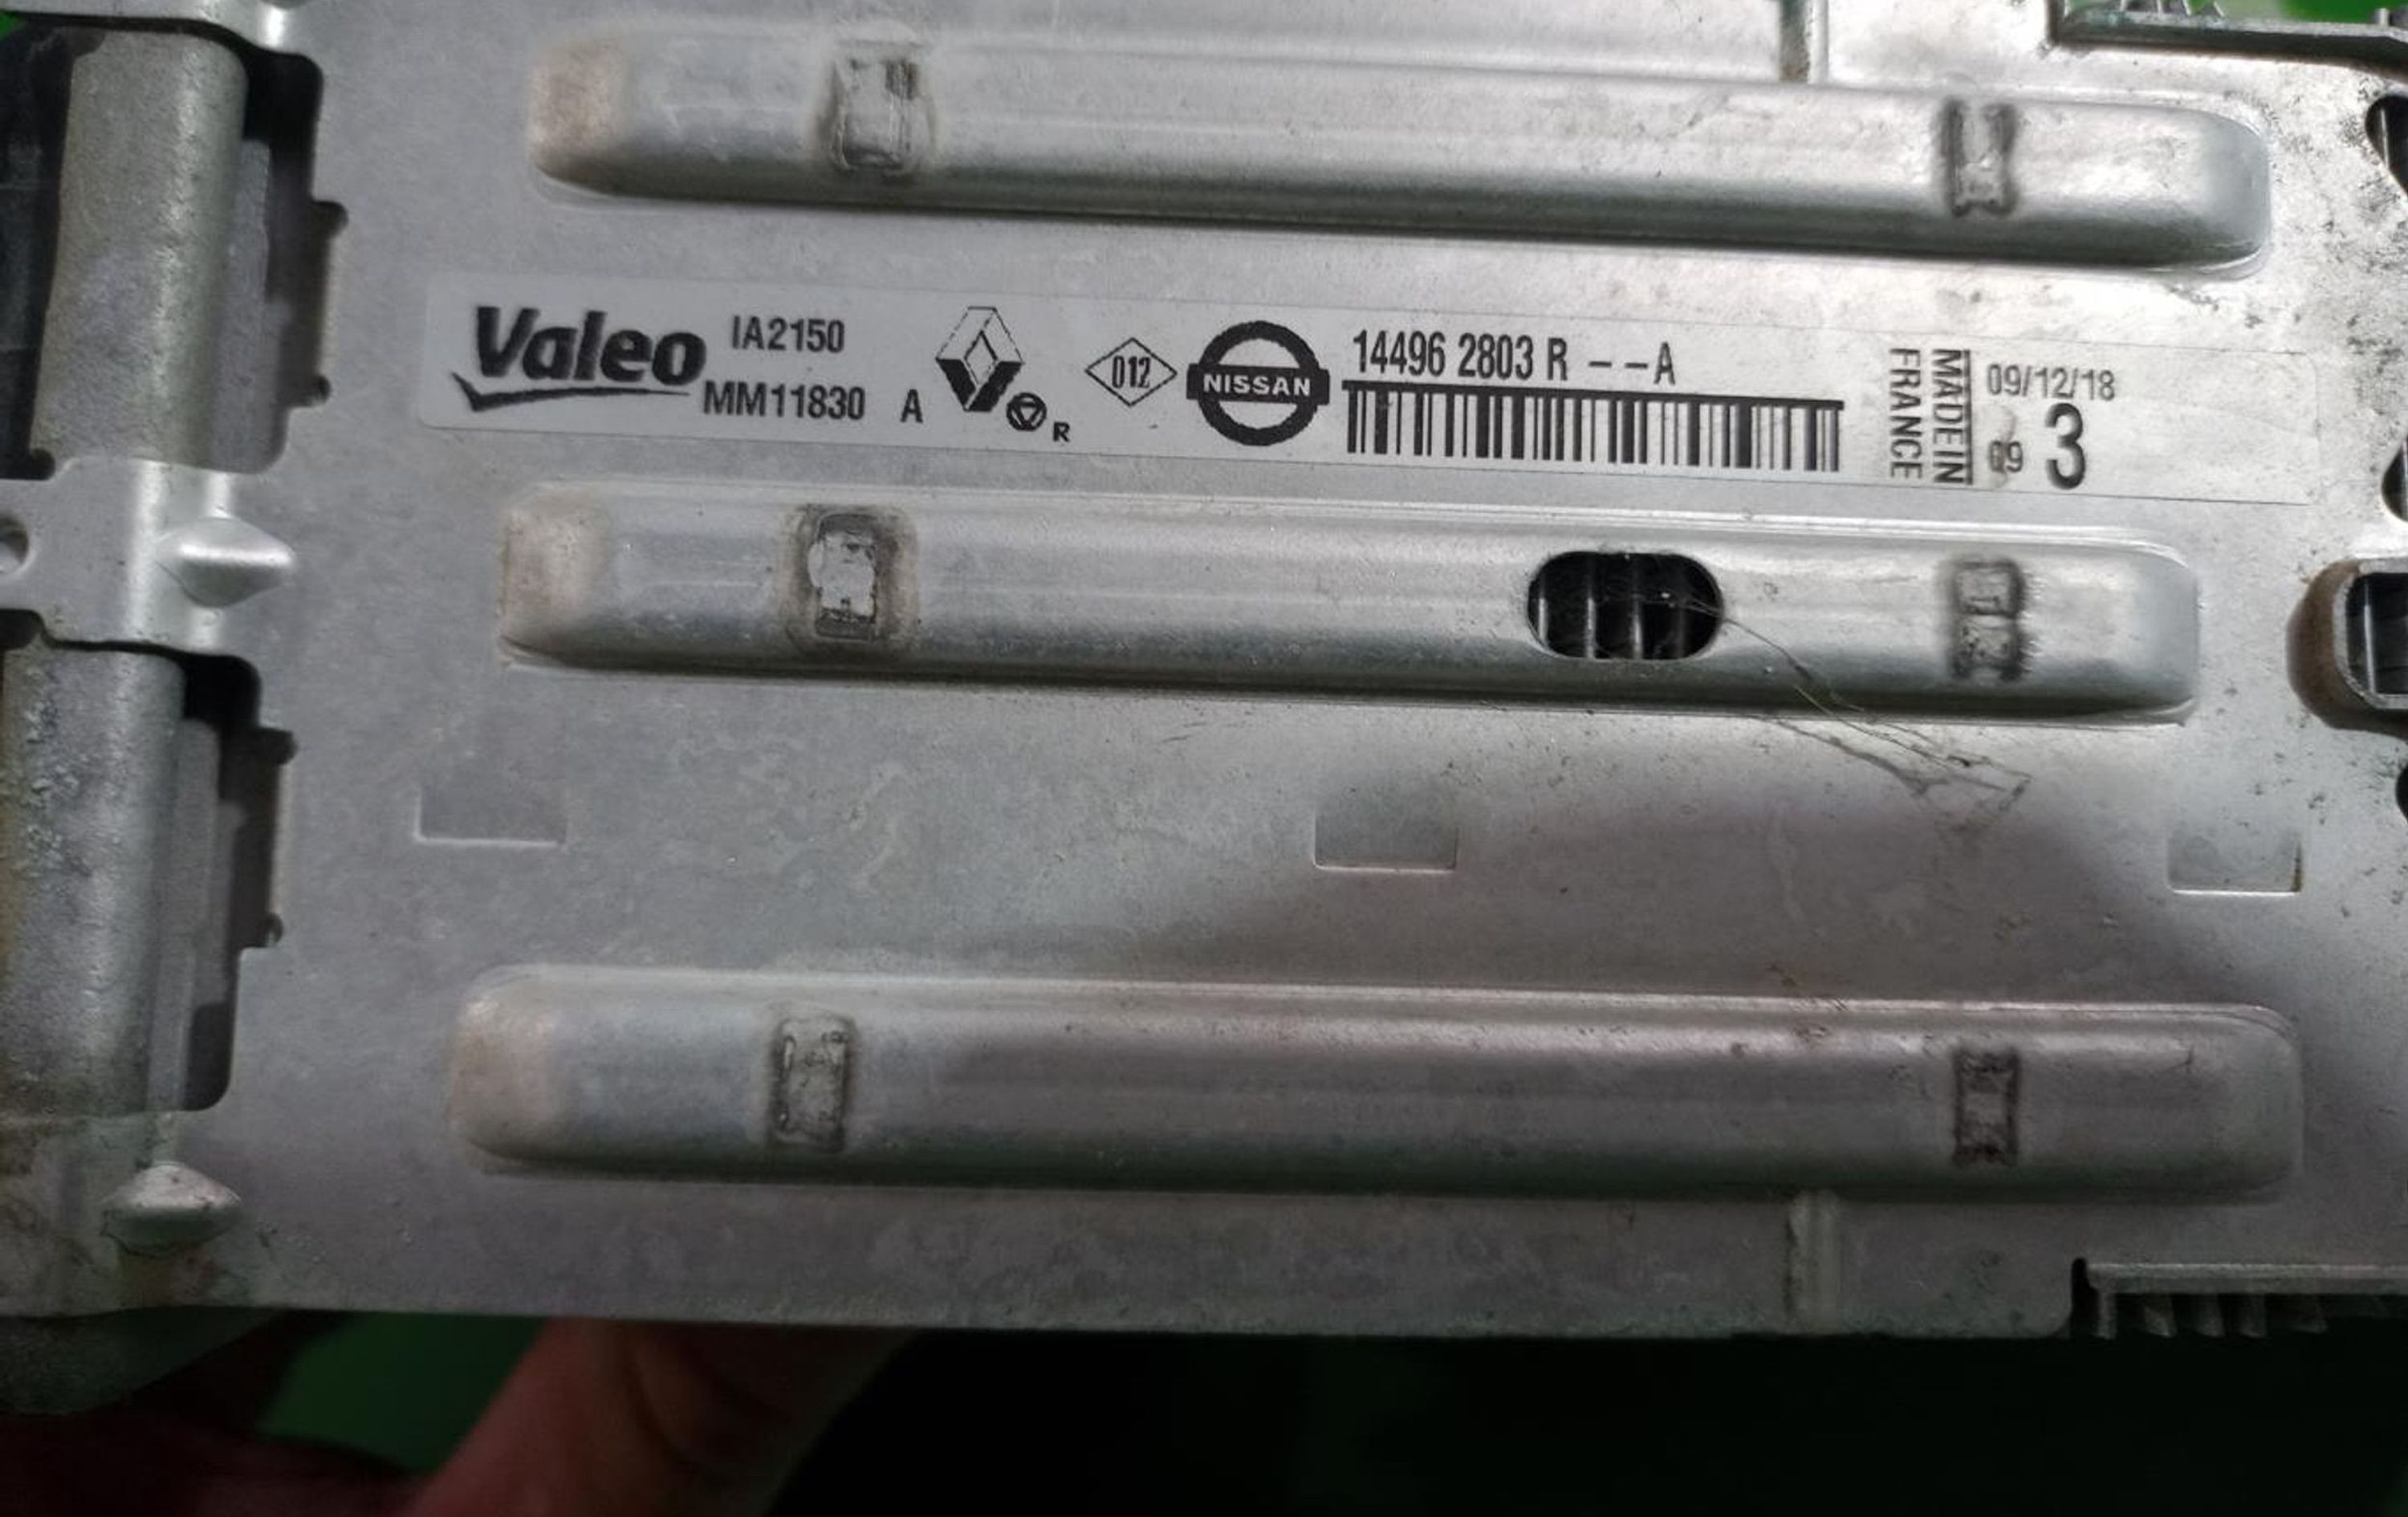 Valeo
IA2150
MM11830 A
R
012
NISSAN
14496 2803 R --A
MADE IN
FRANCE
09/12/18
09 3